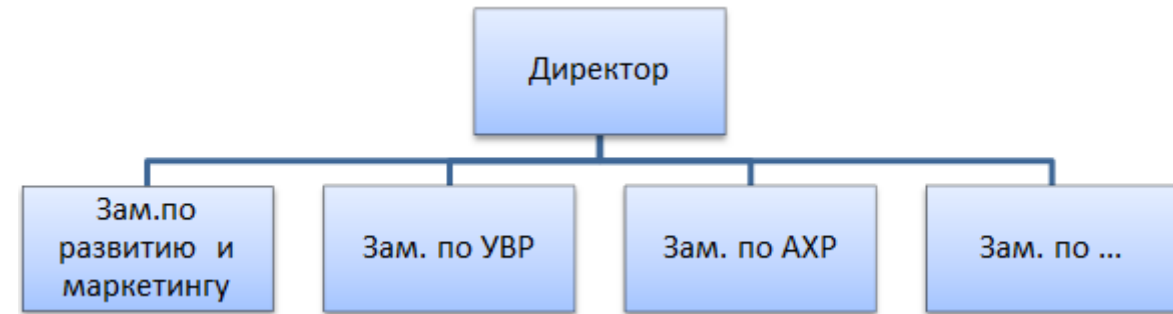 Директор
Зам.по
развитию и
маркетингу
Зам. по УВР
Зам. по АХР
Зам. по ...